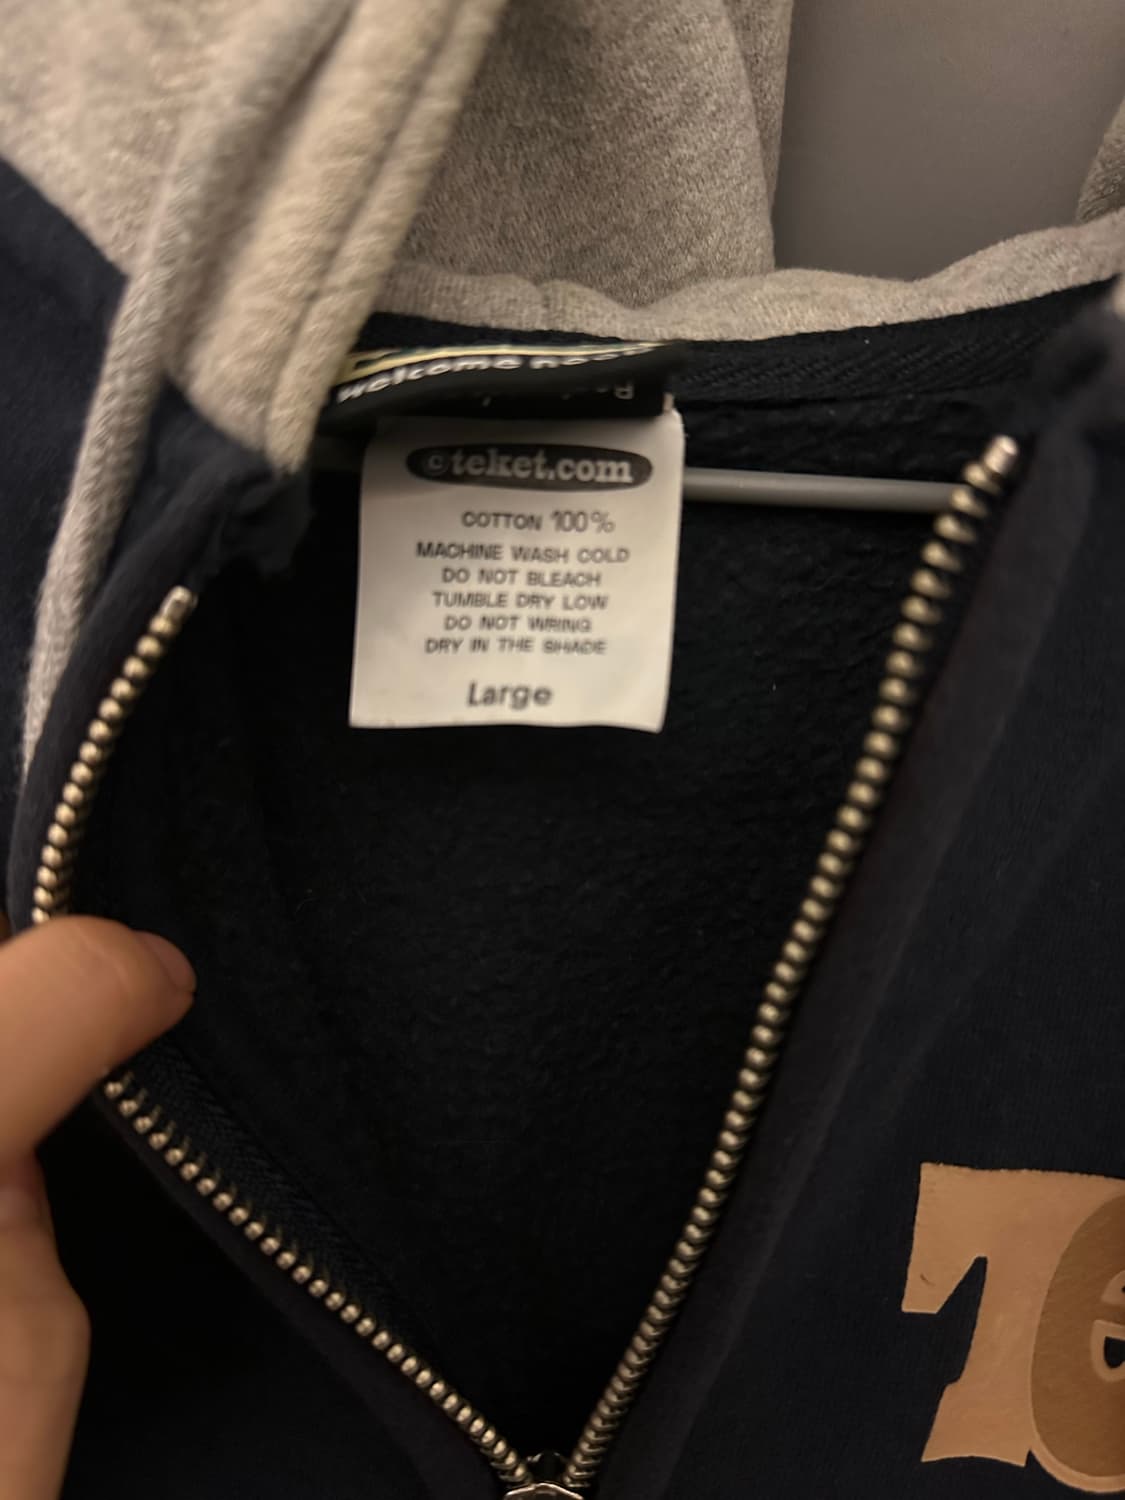 welcome
©teket.com
COTTON 100%
MACHINE WASH COLD
DO NOT BLEACH
TUMBLE DRY LOW
DO NOT WRING
DRY IN THE SHADE
Large
Te